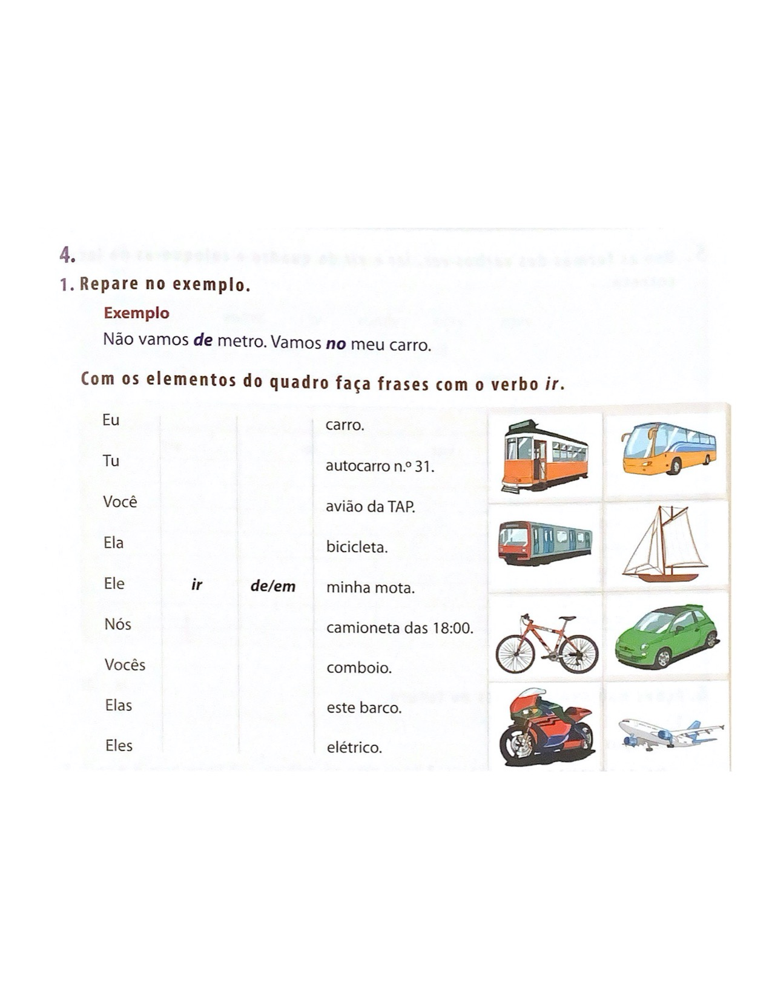 4.
1. Repare no exemplo.
Exemplo
Não vamos de metro. Vamos no meu carro.
Com os elementos do quadro faça frases com o verbo ir.
Eu carro.
Tu autocarro n.º 31.
Você avião da TAP.
Ela bicicleta.
Ele ir de/em minha mota.
Nós camioneta das 18:00.
Vocês comboio.
Elas este barco.
Eles elétrico.